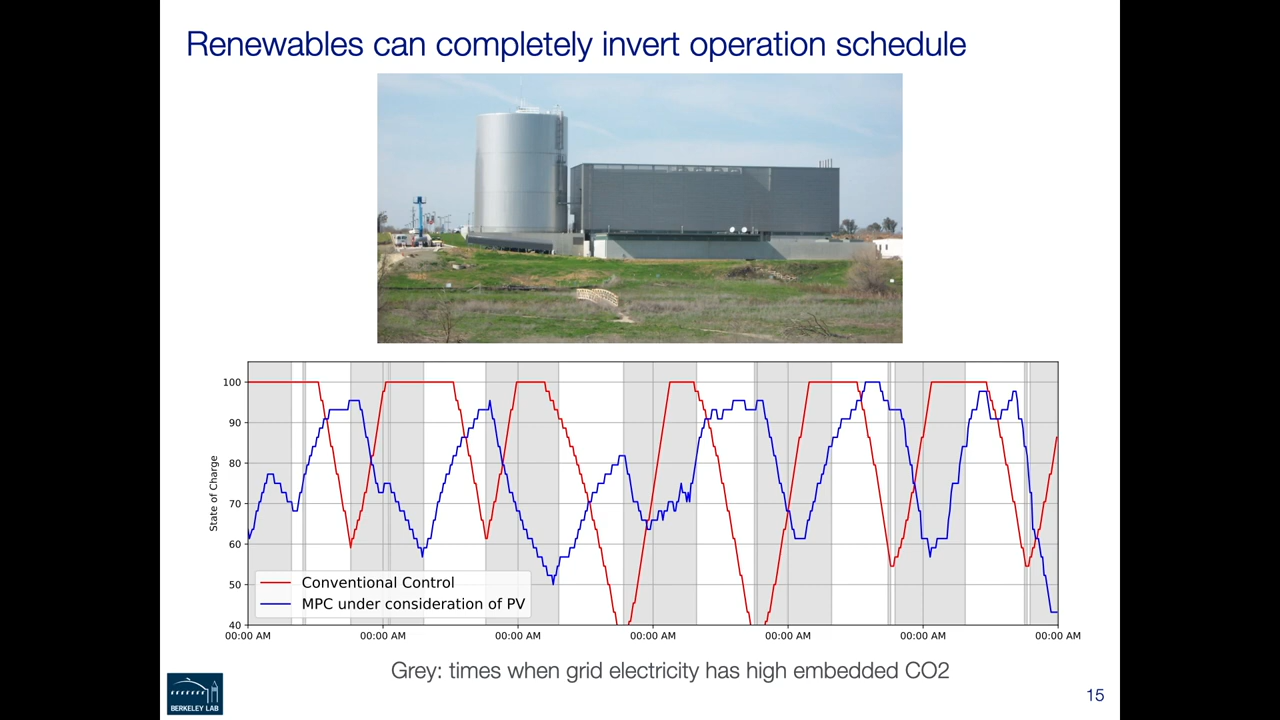 Renewables can completely invert operation schedule
100
90
80
70
60
50
40
State of Charge
Conventional Control
MPC under consideration of PV
00:00 AM 00:00 AM 00:00 AM 00:00 AM 00:00 AM 00:00 AM 00:00 AM
Grey: times when grid electricity has high embedded CO2
BERKELEY LAB
15